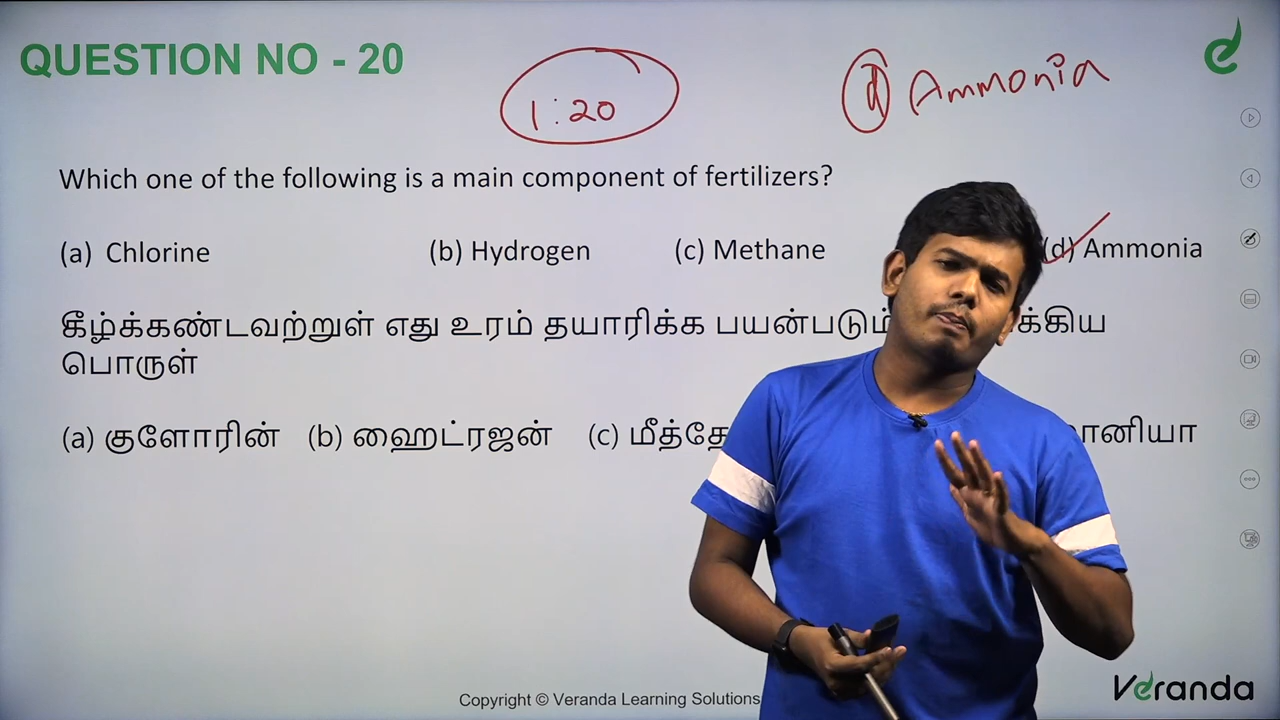 QUESTION NO - 20
1:20
(d) Ammonia
Which one of the following is a main component of fertilizers?
(a) Chlorine (b) Hydrogen (c) Methane (d) Ammonia
கீழ்க்கண்டவற்றுள் எது உரம் தயாரிக்க பயன்படும்
பொருள்
(a) குளோரின் (b) ஹைட்ரஜன் (c)
Copyright © Veranda Learning Solutions
Veranda